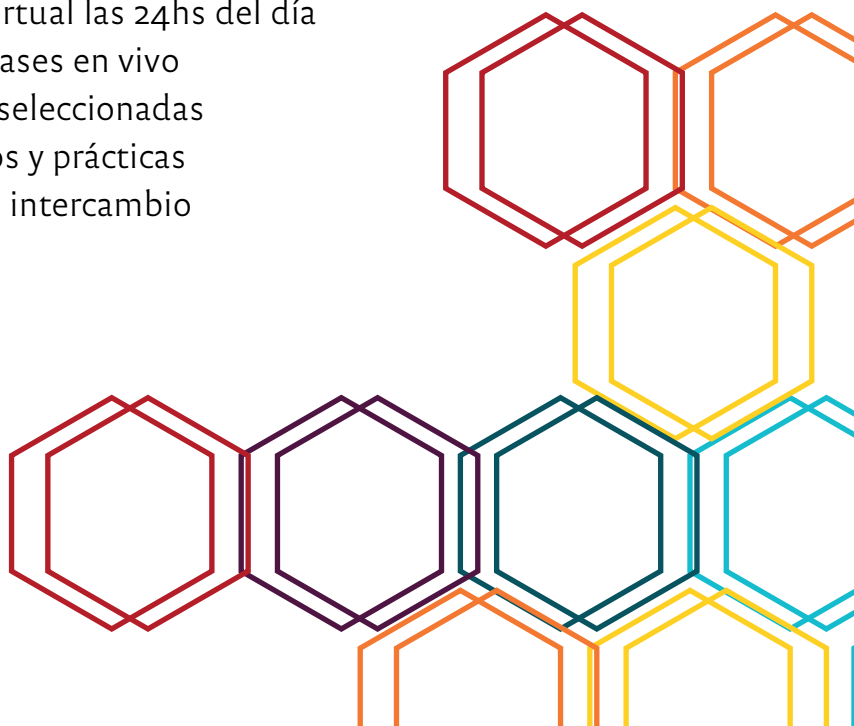 rtual las 24hs del día
ases en vivo
seleccionadas
os y prácticas
intercambio